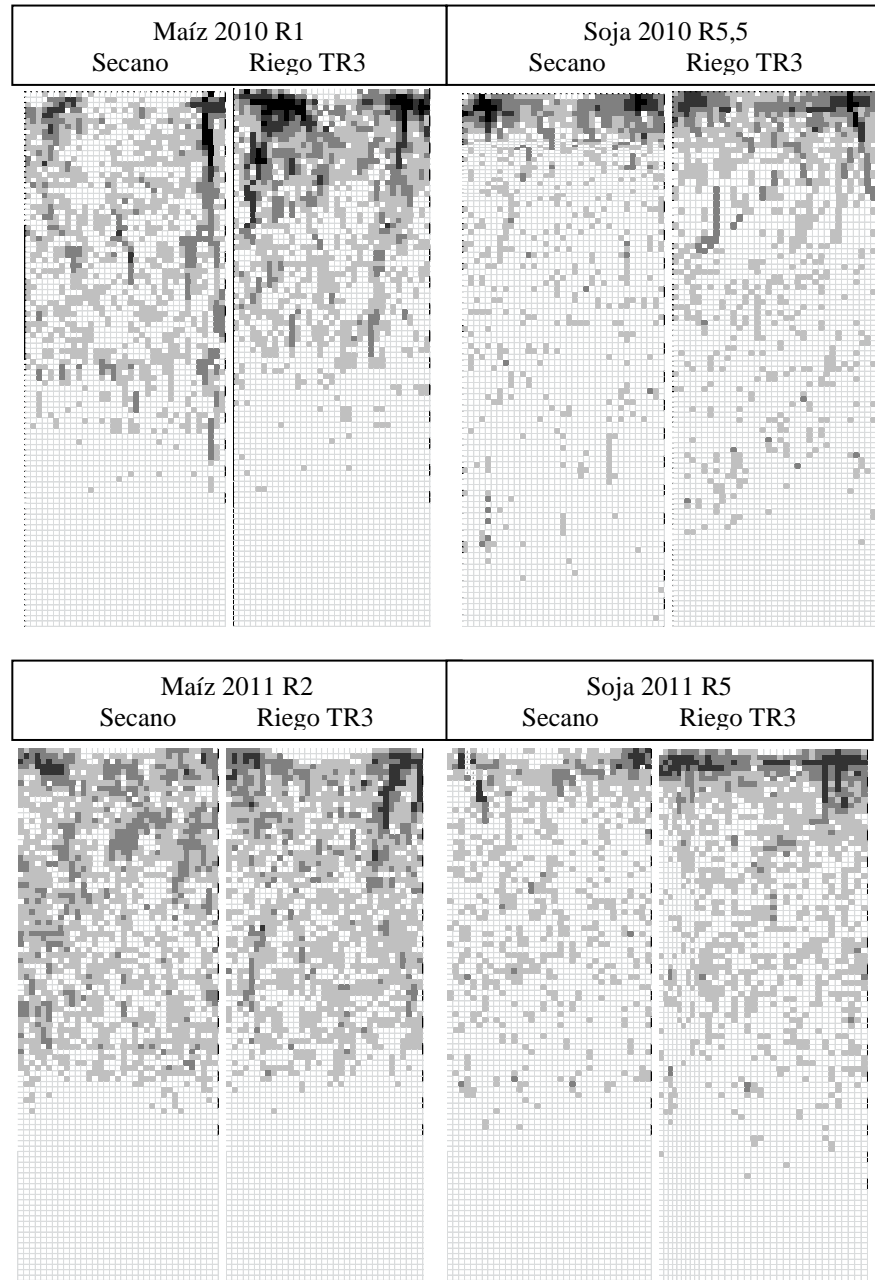 Maíz 2010 R1
Secano Riego TR3
Soja 2010 R5,5
Secano Riego TR3
Maíz 2011 R2
Secano Riego TR3
Soja 2011 R5
Secano Riego TR3